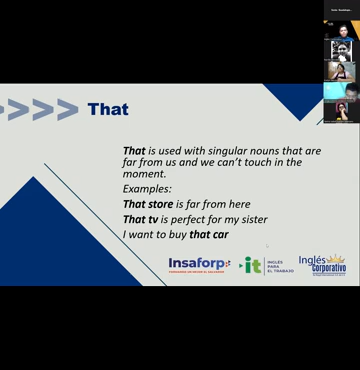 >>>> That
That is used with singular nouns that are
far from us and we can't touch in the
moment.
Examples:
That store is far from here
That tv is perfect for my sister
I want to buy that car
Insaforp
it INGLÉS PARA EL TRABAJO
Inglés Corporativo